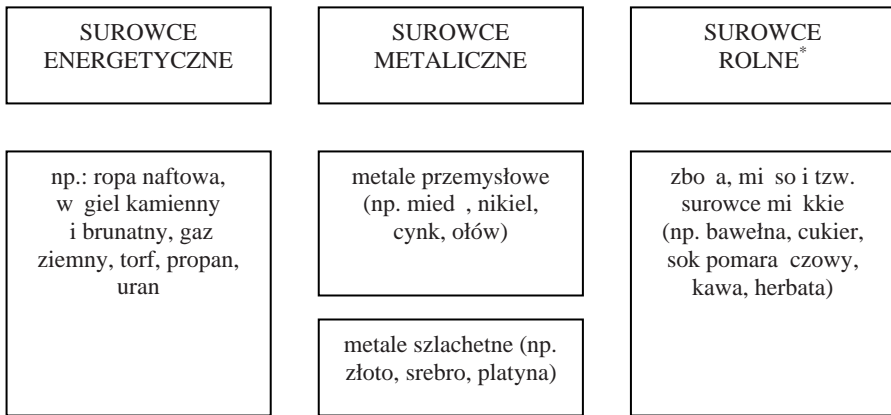 SUROWCE
ENERGETYCZNE
SUROWCE
METALICZNE
SUROWCE
ROLNE*
np.: ropa naftowa,
w giel kamienny
i brunatny, gaz
ziemny, torf, propan,
uran
metale przemysłowe
(np. mied , nikiel,
cynk, ołów)
metale szlachetne (np.
złoto, srebro, platyna)
zbo a, mi so i tzw.
surowce mi kkie
(np. bawełna, cukier,
sok pomara czowy,
kawa, herbata)